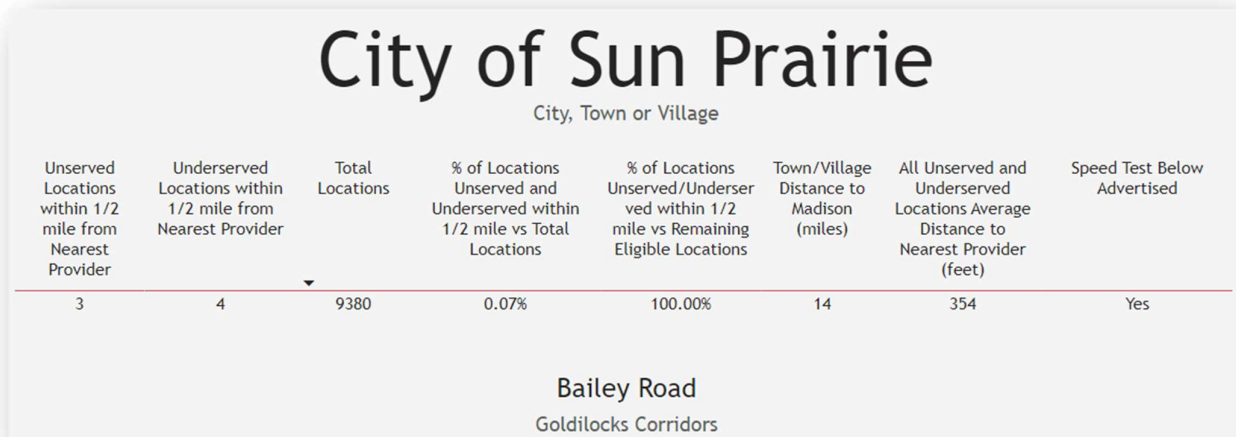 City of Sun Prairie
City, Town or Village
Unserved
Locations
within 1/2
mile from
Nearest
Provider
Underserved
Locations within
1/2 mile from
Nearest Provider
Total
Locations
% of Locations
Unserved and
Underserved within
1/2 mile vs Total
Locations
% of Locations
Unserved/Underser
ved within 1/2
mile vs Remaining
Eligible Locations
Town/Village
Distance to
Madison
(miles)
All Unserved and
Underserved
Locations Average
Distance to
Nearest Provider
(feet)
Speed Test Below
Advertised
3 4 9380 0.07% 100.00% 14 354 Yes
Bailey Road
Goldilocks Corridors